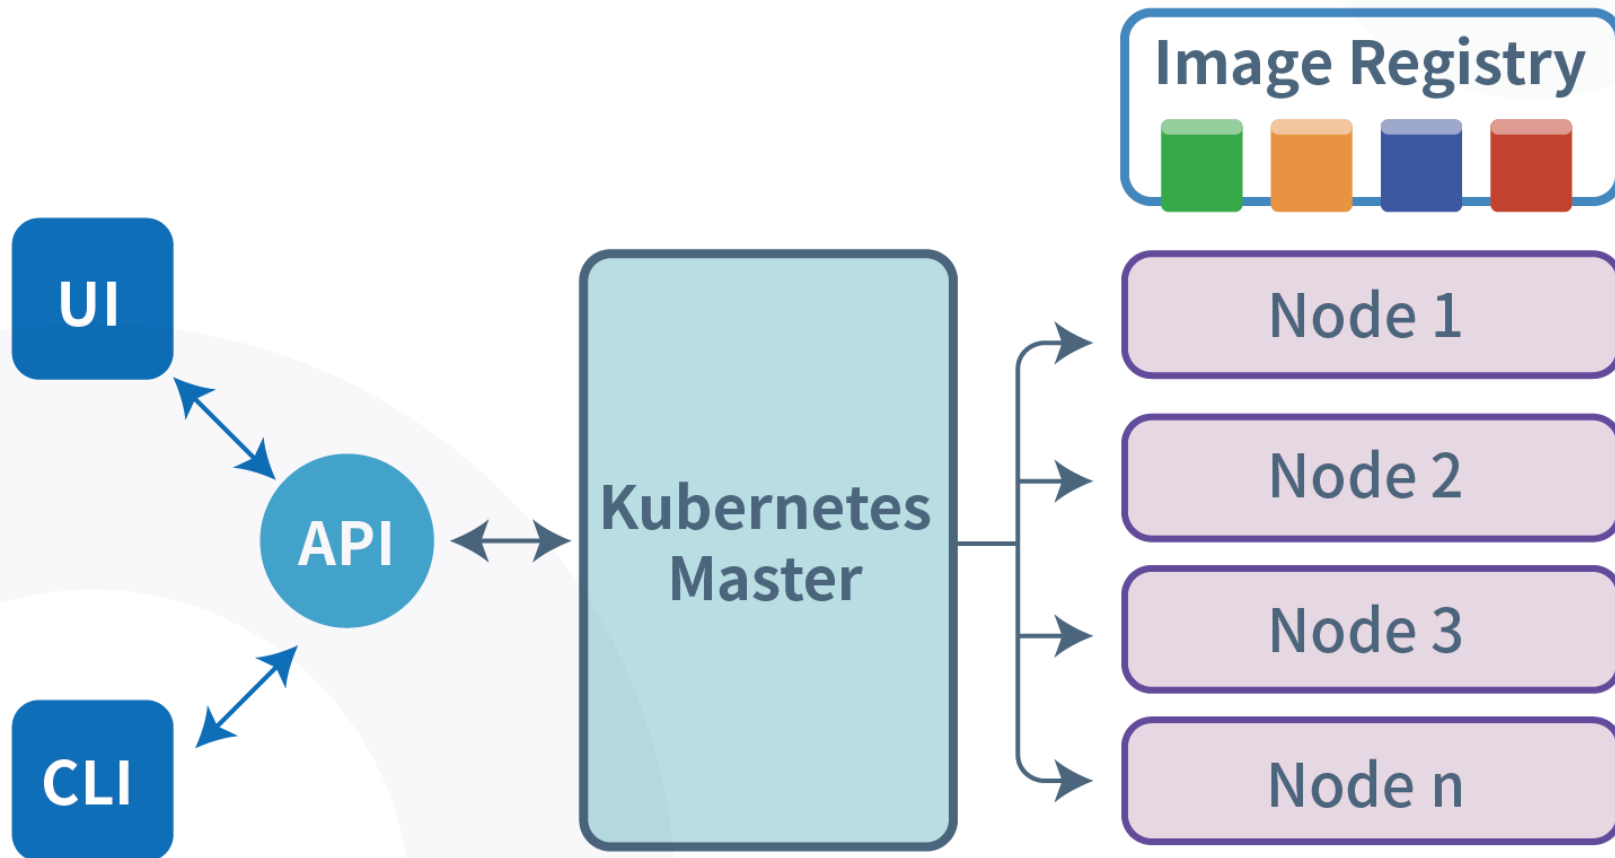 Image Registry
UI
API
CLI
Kubernetes
Master
Node 1
Node 2
Node 3
Node n